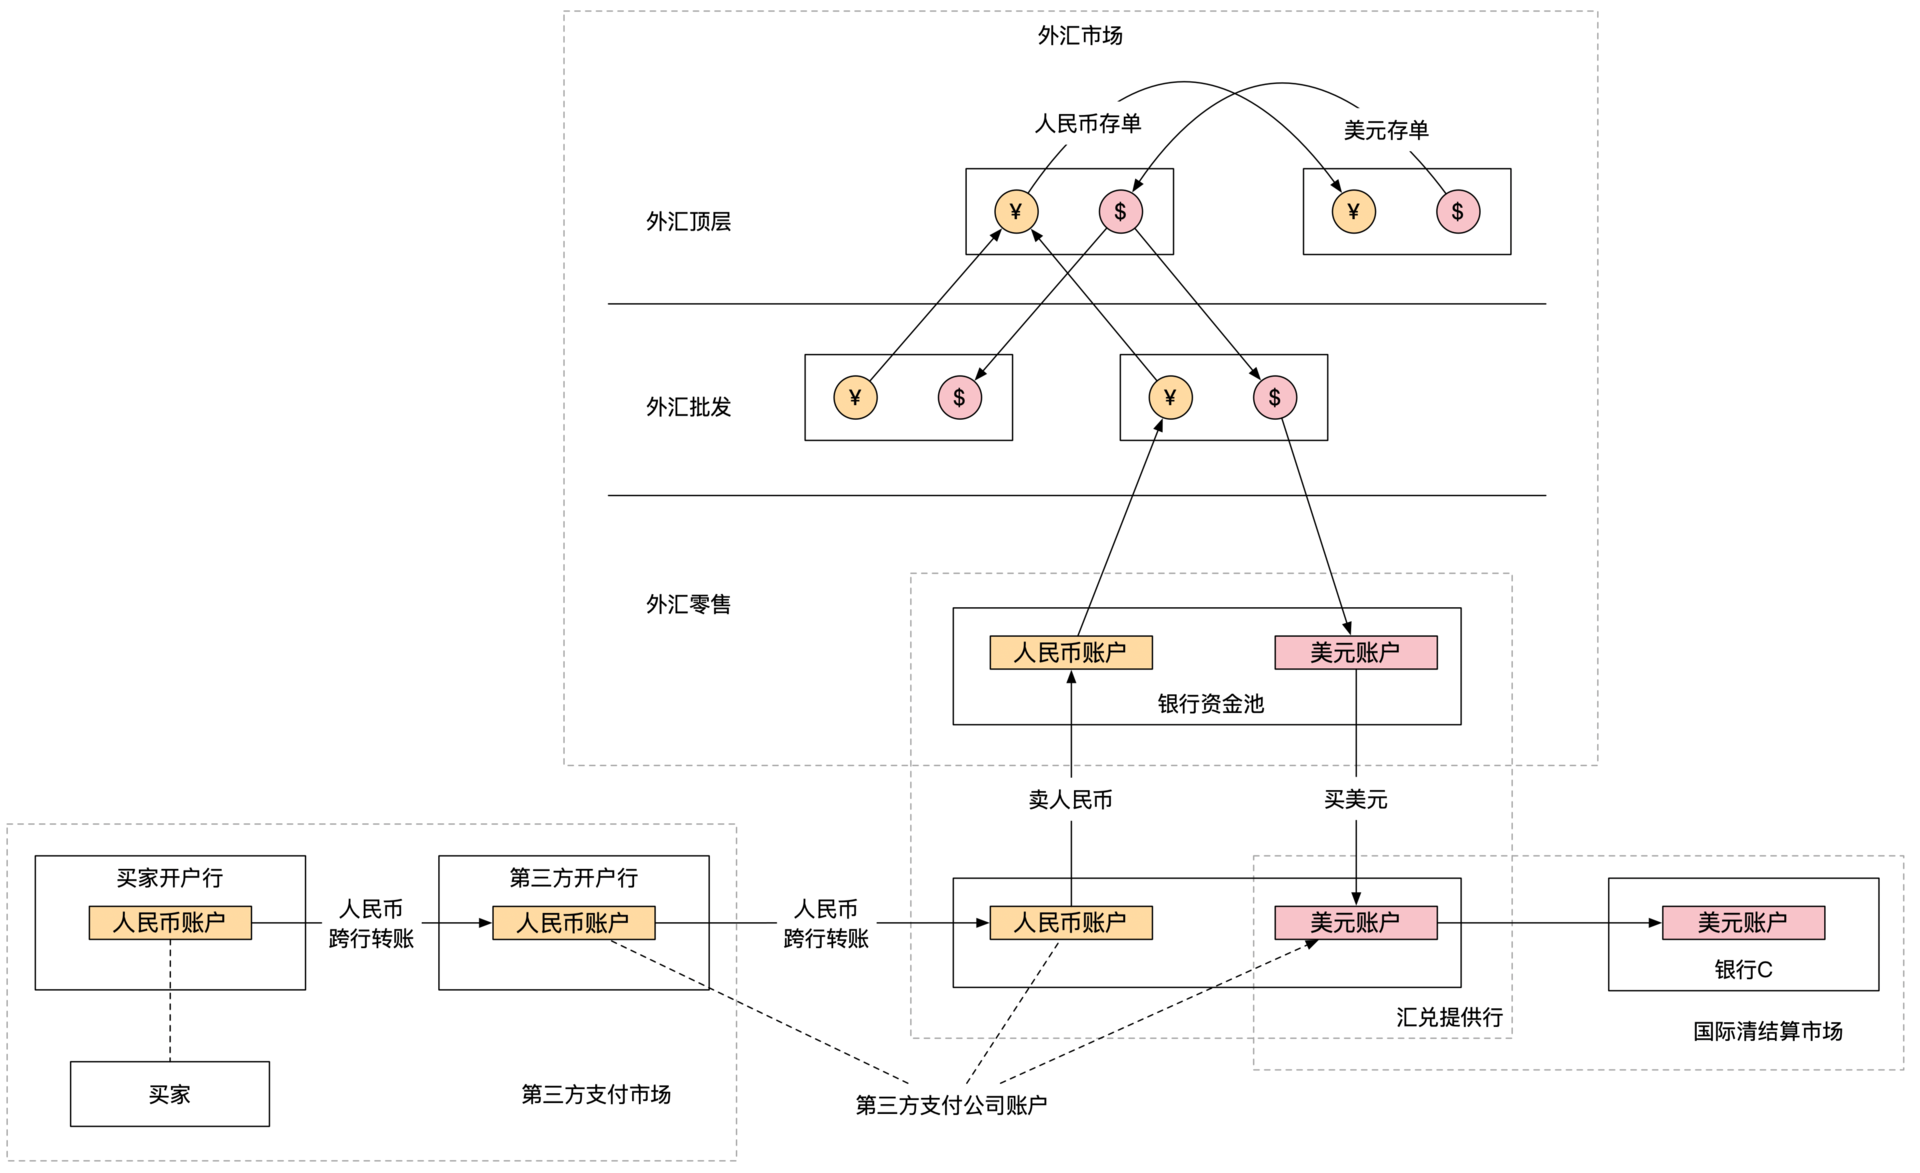 外汇市场
人民币存单
美元存单
外汇顶层
¥
$
¥
$
外汇批发
¥
$
¥
$
外汇零售
人民币账户
美元账户
银行资金池
卖人民币
买美元
买家开户行
人民币账户
人民币
跨行转账
第三方开户行
人民币账户
人民币
跨行转账
人民币账户
美元账户
美元账户
银行C
汇兑提供行
国际清结算市场
买家
第三方支付市场
第三方支付公司账户